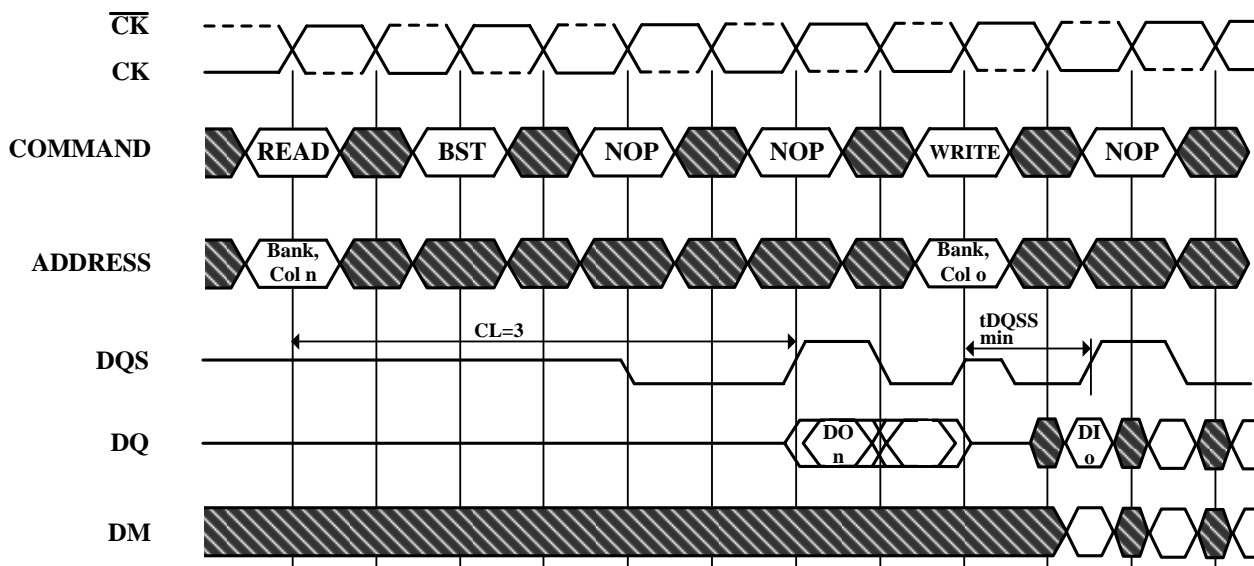 CK
CK
COMMAND
READ
BST
NOP
NOP
WRITE
NOP
ADDRESS
Bank,
Col n
Bank,
Col o
CL=3
tDQSS
min
DQS
DQ
DO
n
DI
o
DM